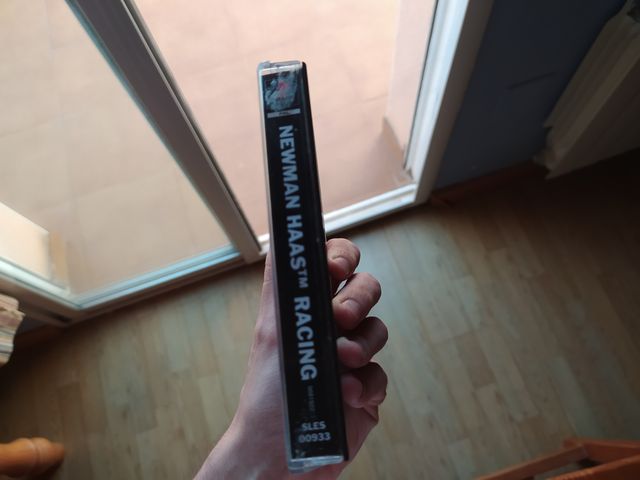 NEWMAN HAAS™ RACING
SLES
00933